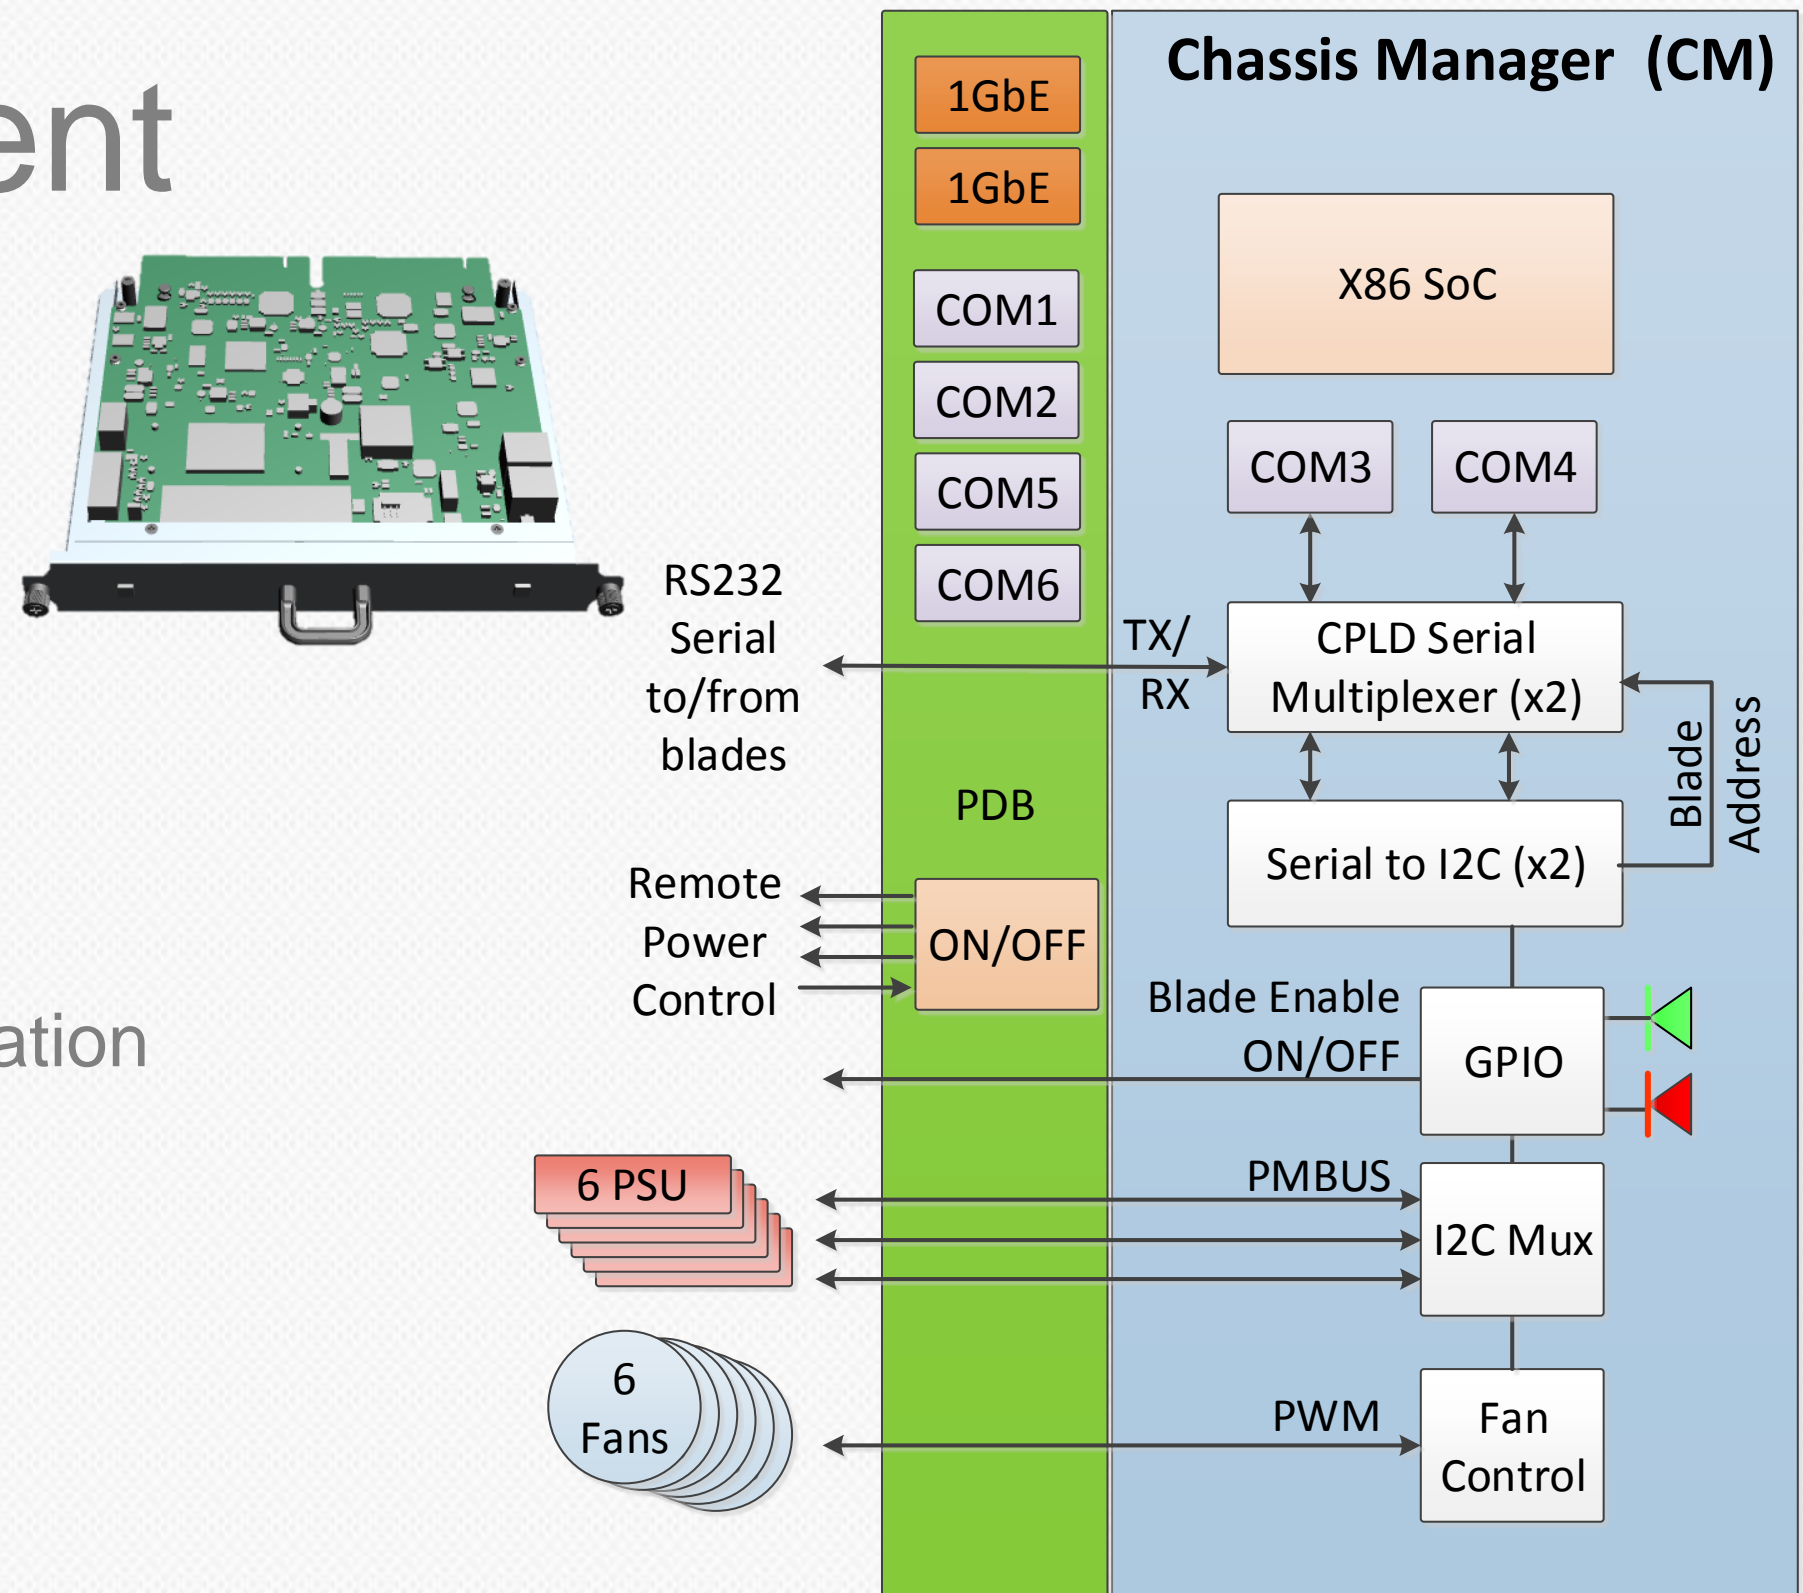 ent
ation
Chassis Manager (CM)
1GbE
1GbE
X86 SoC
COM1
COM2
COM5
COM6
COM3
COM4
RS232
Serial
to/from
blades
TX/
RX
CPLD Serial
Multiplexer (x2)
Blade
Address
PDB
Serial to I2C (x2)
Remote
Power
Control
ON/OFF
Blade Enable
ON/OFF
GPIO
6 PSU
PMBUS
I2C Mux
6
Fans
PWM
Fan
Control